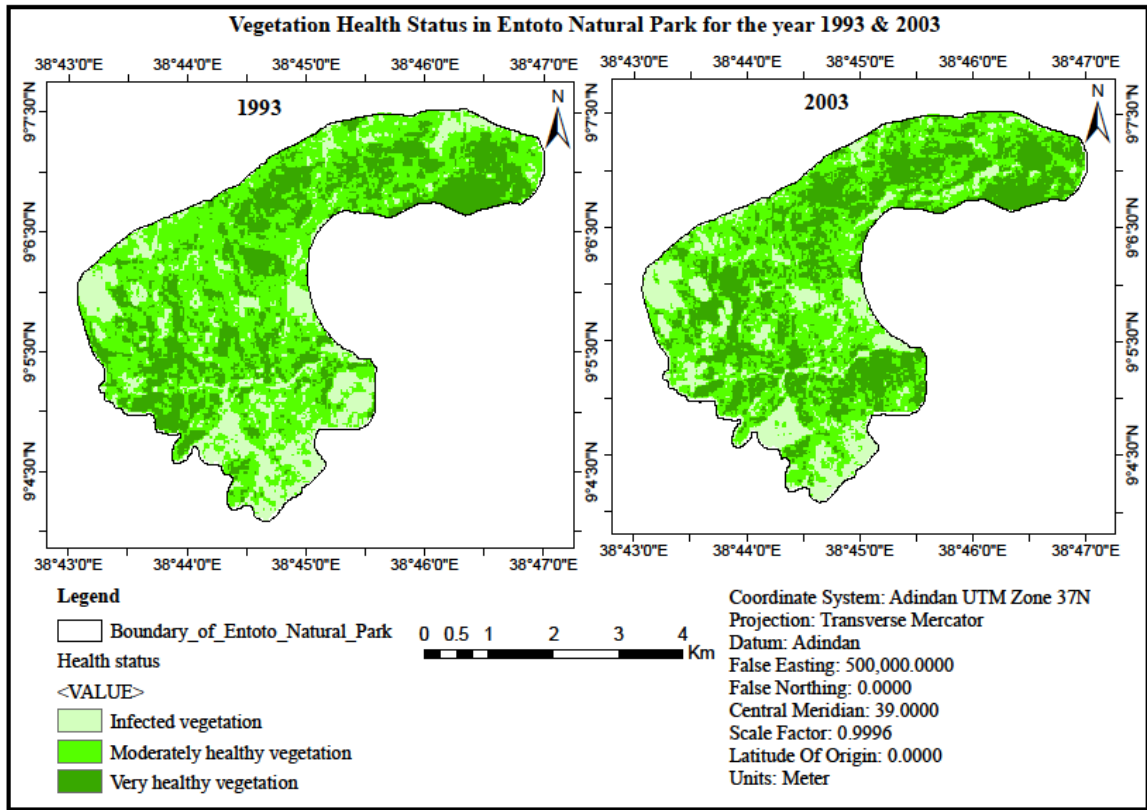 Vegetation Health Status in Entoto Natural Park for the year 1993 & 2003
38°43'0"E 38°44'0"E 38°45'0"E 38°46'0"E 38°47'0"E
38°43'0"E 38°44'0"E 38°45'0"E 38°46'0"E 38°47'0"E
1993
N
2003
N
9°7'30"N
9°6'30"N
9°5'30"N
9°4'30"N
9°7'30"N
9°6'30"N
9°5'30"N
9°4'30"N
9°7'30"N
9°6'30"N
9°5'30"N
9°4'30"N
38°43'0"E 38°44'0"E 38°45'0"E 38°46'0"E 38°47'0"E
38°43'0"E 38°44'0"E 38°45'0"E 38°46'0"E 38°47'0"E
Legend
Boundary_of_Entoto_Natural_Park
Health status
<VALUE>
Infected vegetation
Moderately healthy vegetation
Very healthy vegetation
0 0.5 1 2 3 4
Km
Coordinate System: Adindan UTM Zone 37N
Projection: Transverse Mercator
Datum: Adindan
False Easting: 500,000.0000
False Northing: 0.0000
Central Meridian: 39.0000
Scale Factor: 0.9996
Latitude Of Origin: 0.0000
Units: Meter